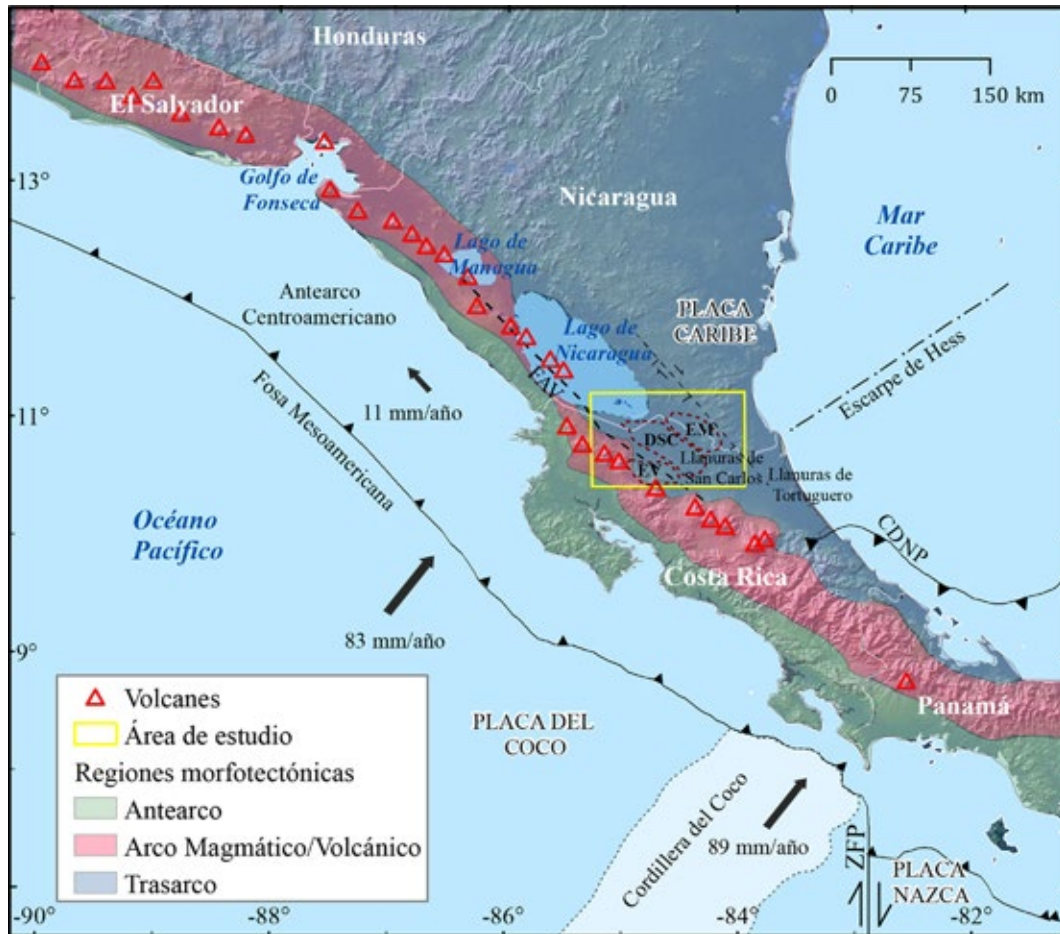 Honduras
0 75 150 km
El Salvador
13°
Golfo de
Fonseca
Nicaragua
Mar
Caribe
Lago de
Managua
Antearco
Centroamericano
PLACA
CARIBE
Lago de
Nicaragua
Escarpe de Hess
FAV
11 mm/año
11°
Fosa Mesoamericana
EM
DSC
EV
Llanuras de
San Carlos
Llanuras de
Tortuguero
Océano
Pacífico
CDNP
Costa Rica
83 mm/año
9°
Panamá
Volcanes
Área de estudio
Regiones morfotectónicas
Antearco
Arco Magmático/Volcánico
Trasarco
PLACA DEL
COCO
Cordillera del Coco
89 mm/año
ZFP
PLACA
NAZCA
-90° -88° -86° -84° -82°